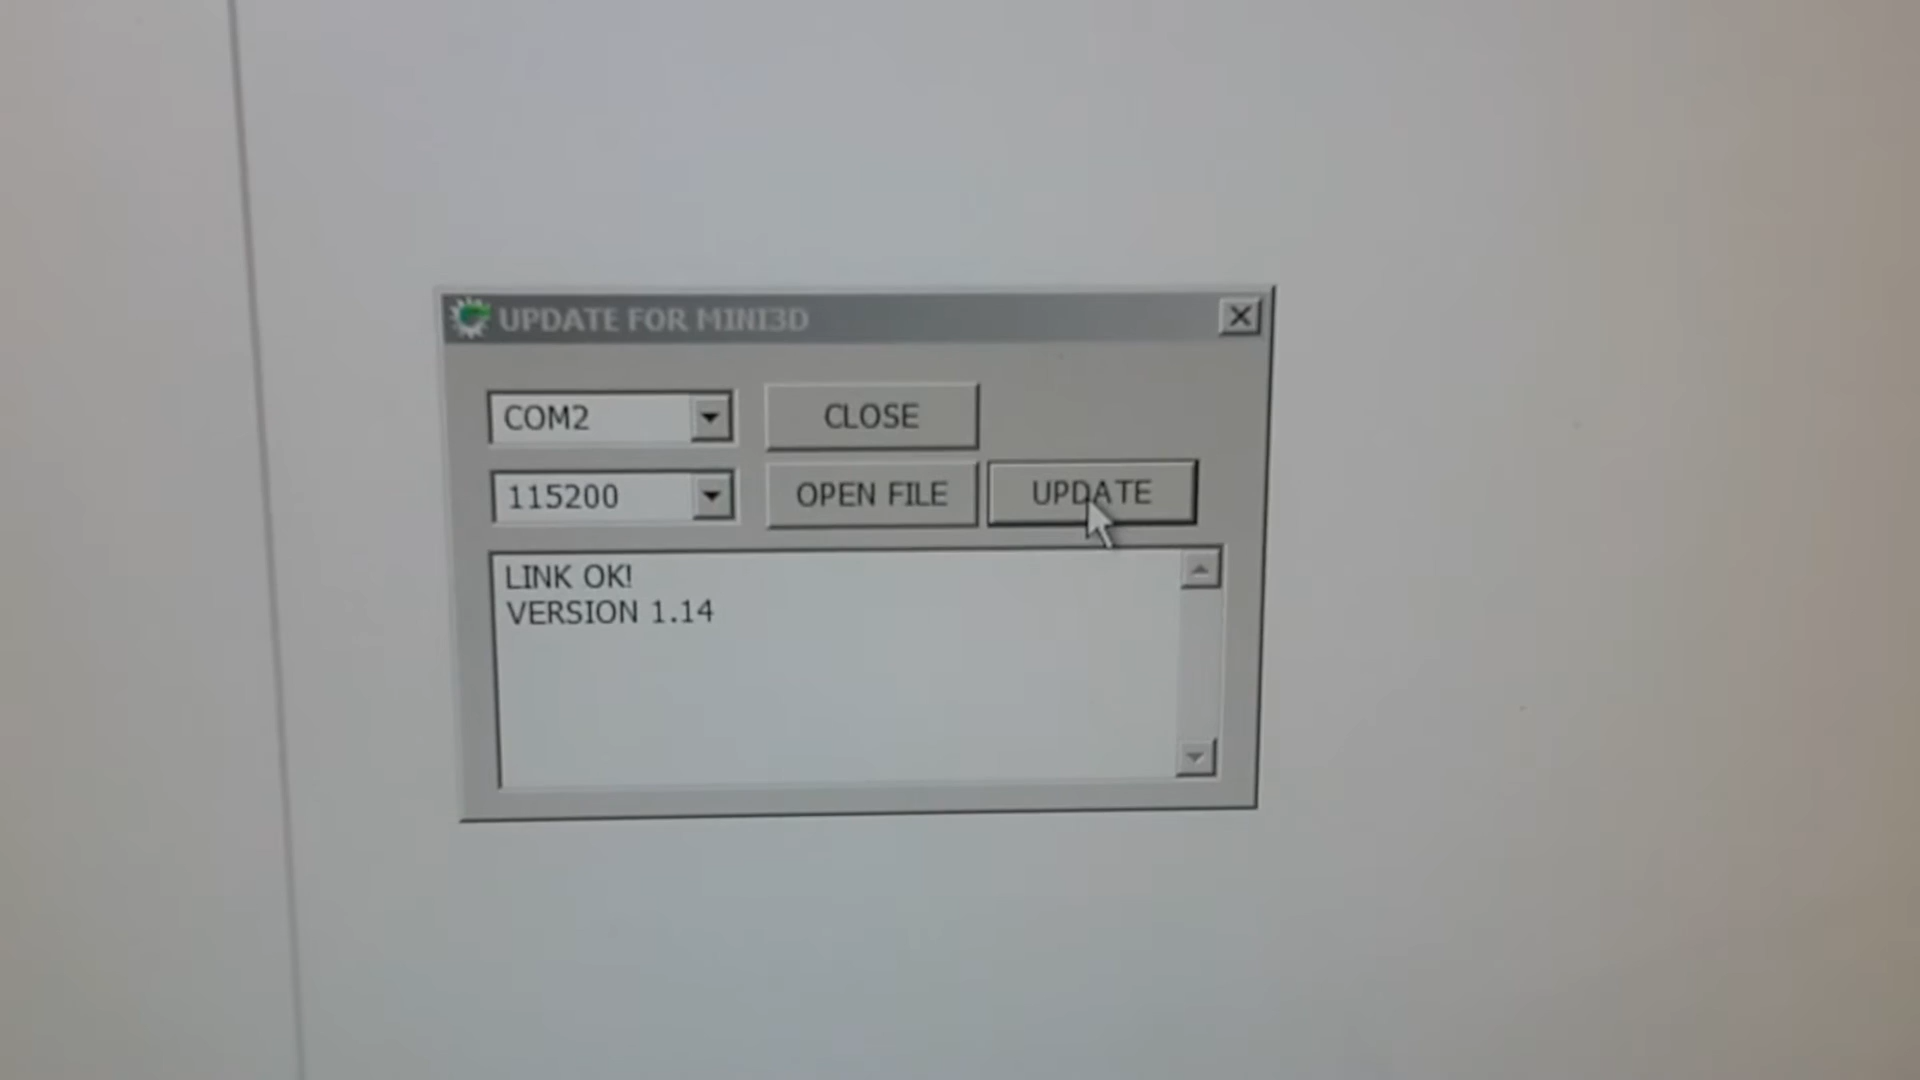 UPDATE FOR MINI3D
COM2
CLOSE
115200
OPEN FILE
UPDATE
LINK OK!
VERSION 1.14